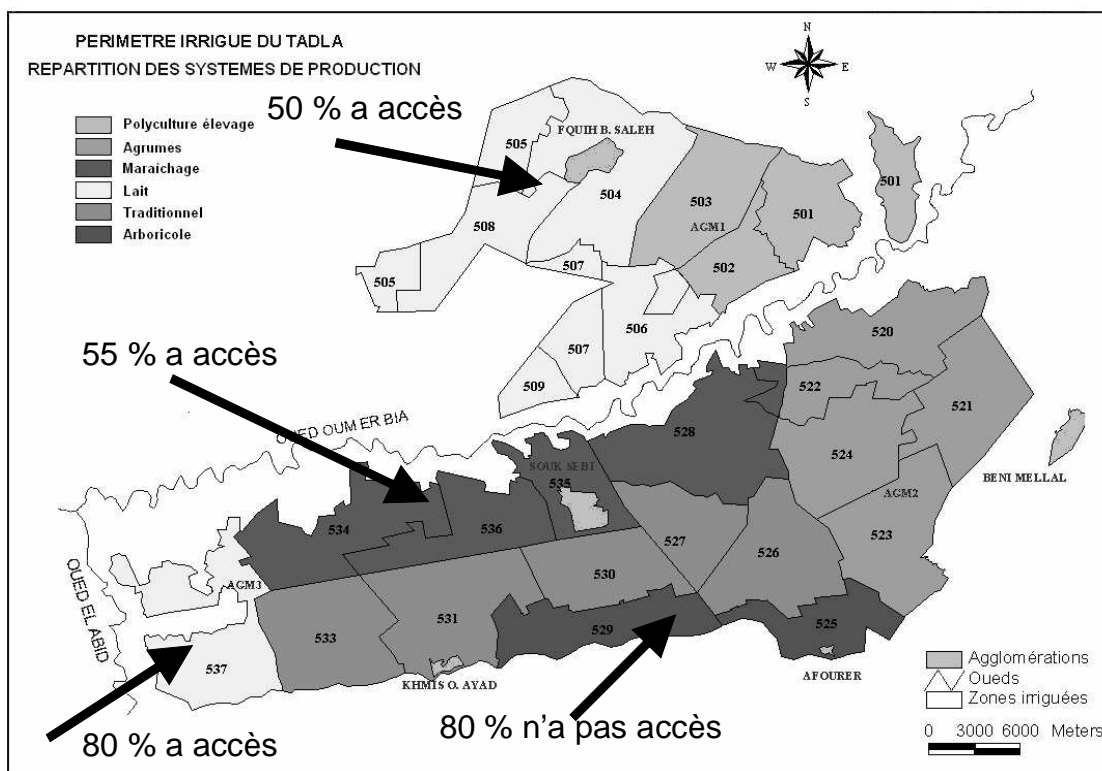 PERIMETRE IRRIGUE DU TADLA
REPARTITION DES SYSTEMES DE PRODUCTION
Polyculture élevage
Agrumes
Maraichage
Lait
Traditionnel
Arboricole
50 % a accès
N
W E
S
505
FQUIH B. SALEH
504
503
501
501
AGM1
508
502
507
505
506
507
509
55 % a accès
OUED OUM ER BIA
520
522
521
528
524
BENI MELLAL
SOUK SEBT
535
AGM2
534
536
523
527
526
530
OUED EL ABID
AGM3
533
531
529
525
537
KHMIS O. AYAD
AFOURER
80 % a accès
80 % n'a pas accès
Agglomérations
Oueds
Zones irriguées
0 3000 6000 Meters